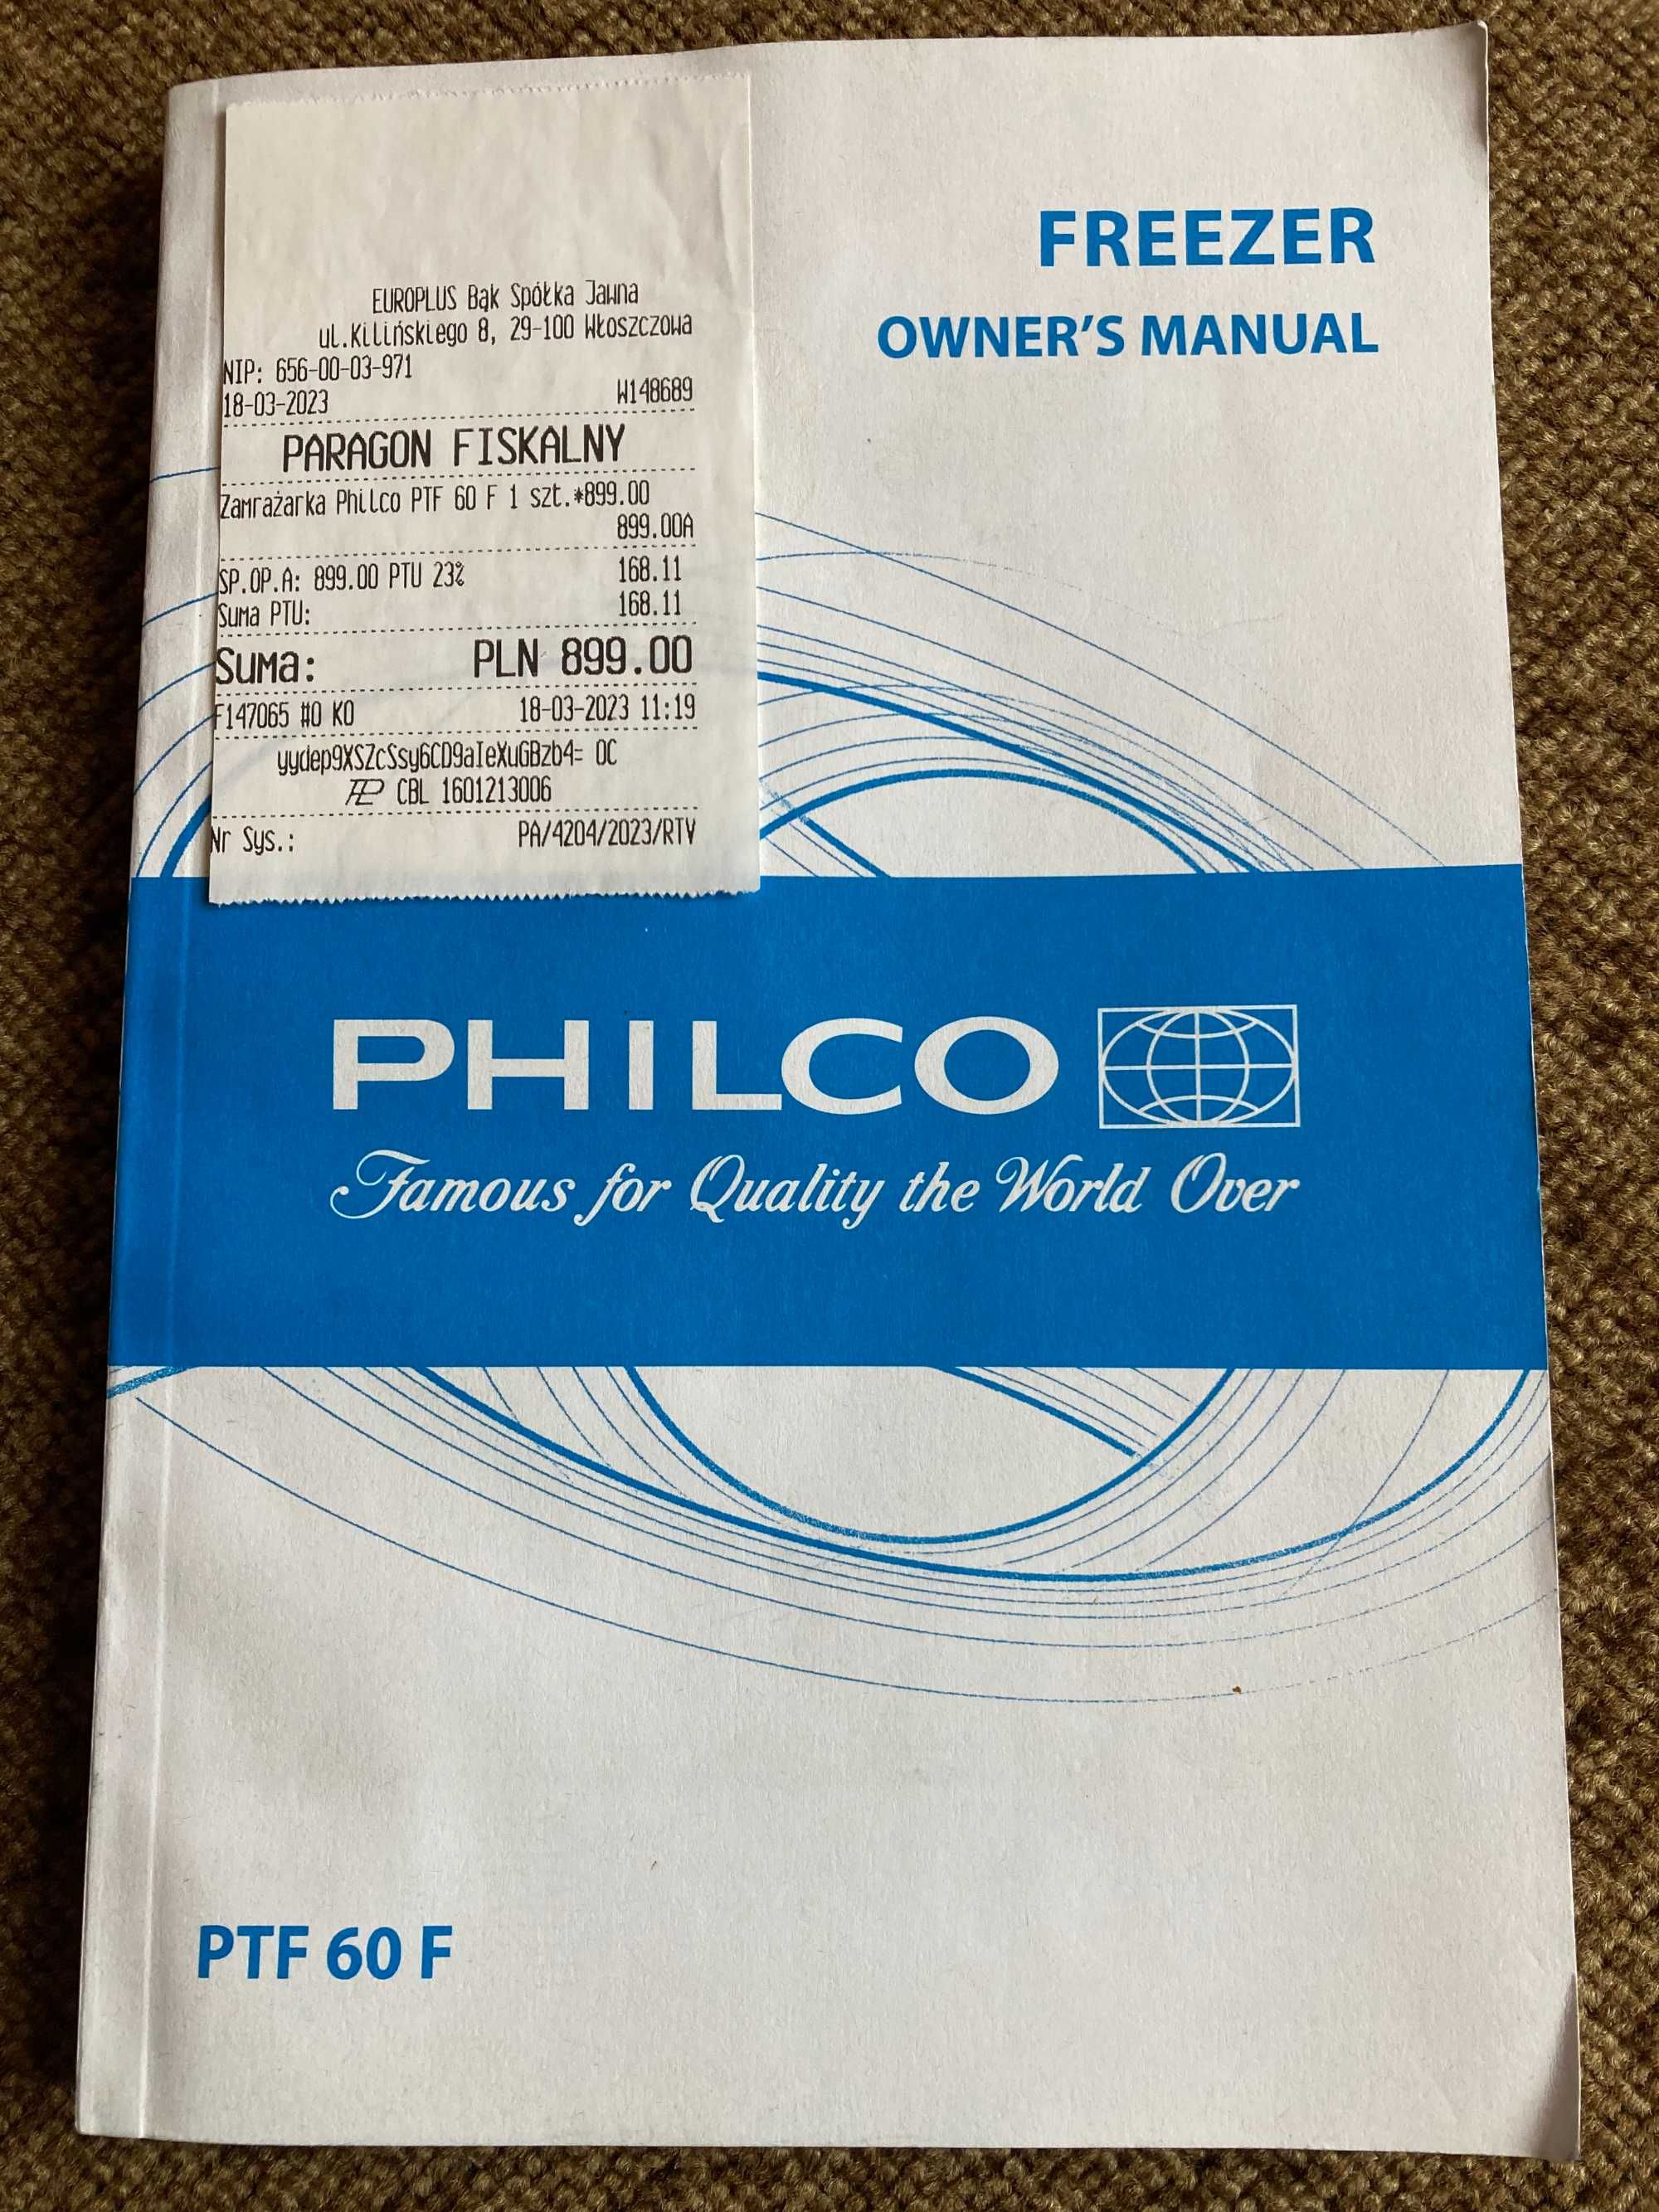 EUROPLUS Bąk Spółka Jawna
ul.Kilińskiego 8, 29-100 Włoszczowa
NIP: 656-00-03-971
18-03-2023 W148689
PARAGON FISKALNY
Zamrażarka Philco PTF 60 F 1 szt.*899.00
899.00A
SP.OP.A: 899.00 PTU 23% 168.11
Suma PTU: 168.11
Suma: PLN 899.00
F147065 #0 K0 18-03-2023 11:19
yydep9XSZcSsy6CD9aIeXuGBzb4= OC
CBL 1601213006
Nr Sys.: PA/4204/2023/RTV
FREEZER
OWNER'S MANUAL
PHILCO
Famous for Quality the World Over
PTF 60 F